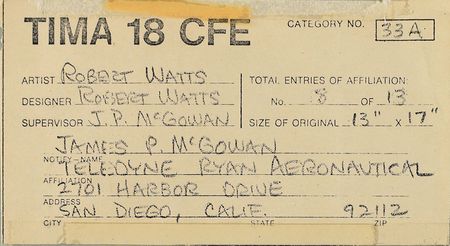 TIMA 18 CFE CATEGORY NO. 33A
ARTIST ROBERT WATTS TOTAL ENTRIES OF AFFILIATION:
DESIGNER ROBERT WATTS No. 8 OF 13
SUPERVISOR J.P. McGOWAN SIZE OF ORIGINAL 13" X 17"
JAMES P. McGOWAN
NOTIFY-NAME
TELEDYNE RYAN AERONAUTICAL
AFFILIATION
2701 HARBOR DRIVE
ADDRESS
SAN DIEGO, CALIF. 92112
CITY STATE ZIP